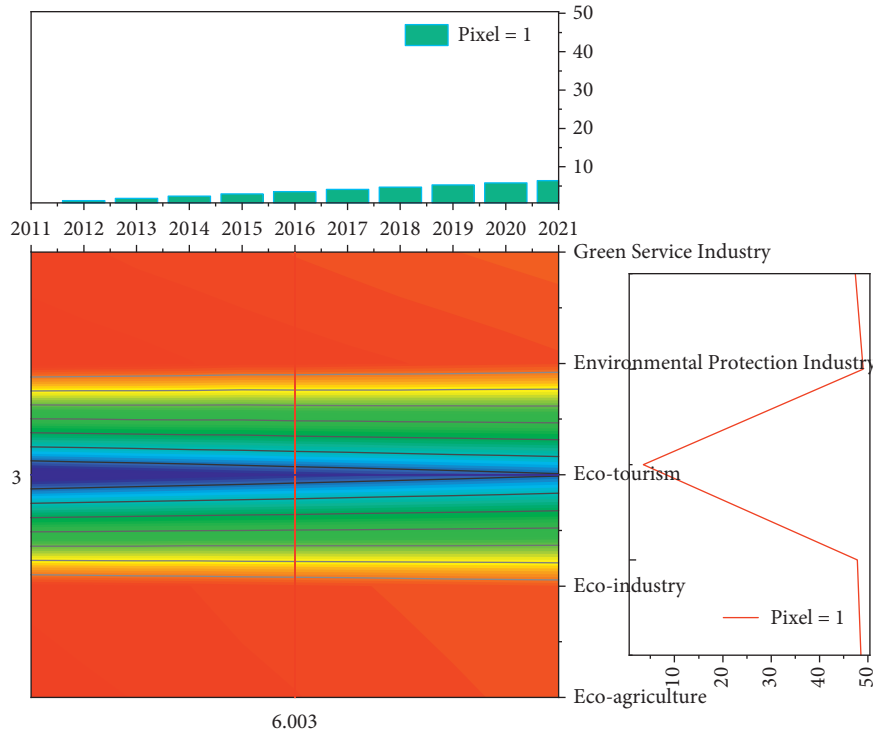 50
40
30
20
10
Pixel = 1
2011 2012 2013 2014 2015 2016 2017 2018 2019 2020 2021
Green Service Industry
Environmental Protection Industry
Eco-tourism
Eco-industry
Eco-agriculture
3
6.003
Pixel = 1
10 20 30 40 50